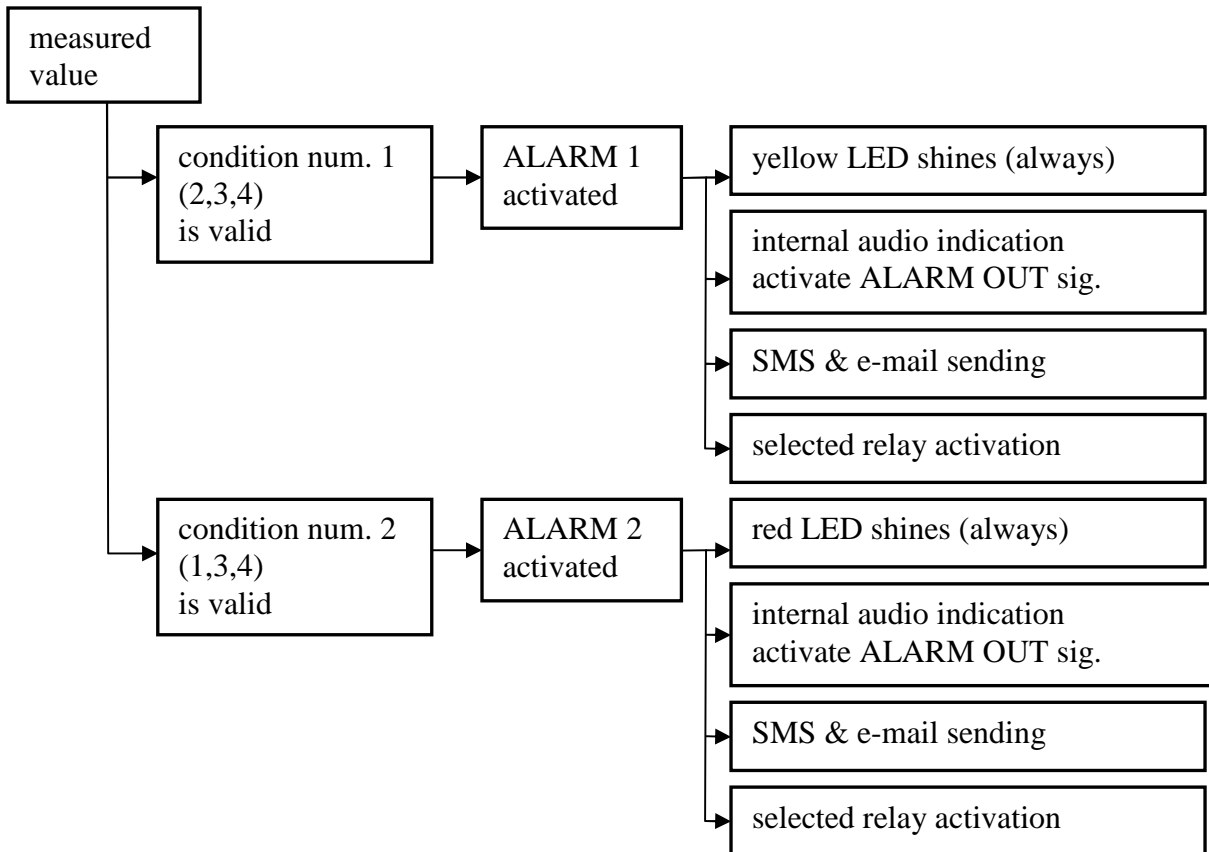 measured
value
condition num. 1
(2,3,4)
is valid
ALARM 1
activated
yellow LED shines (always)
internal audio indication
activate ALARM OUT sig.
SMS & e-mail sending
selected relay activation
condition num. 2
(1,3,4)
is valid
ALARM 2
activated
red LED shines (always)
internal audio indication
activate ALARM OUT sig.
SMS & e-mail sending
selected relay activation